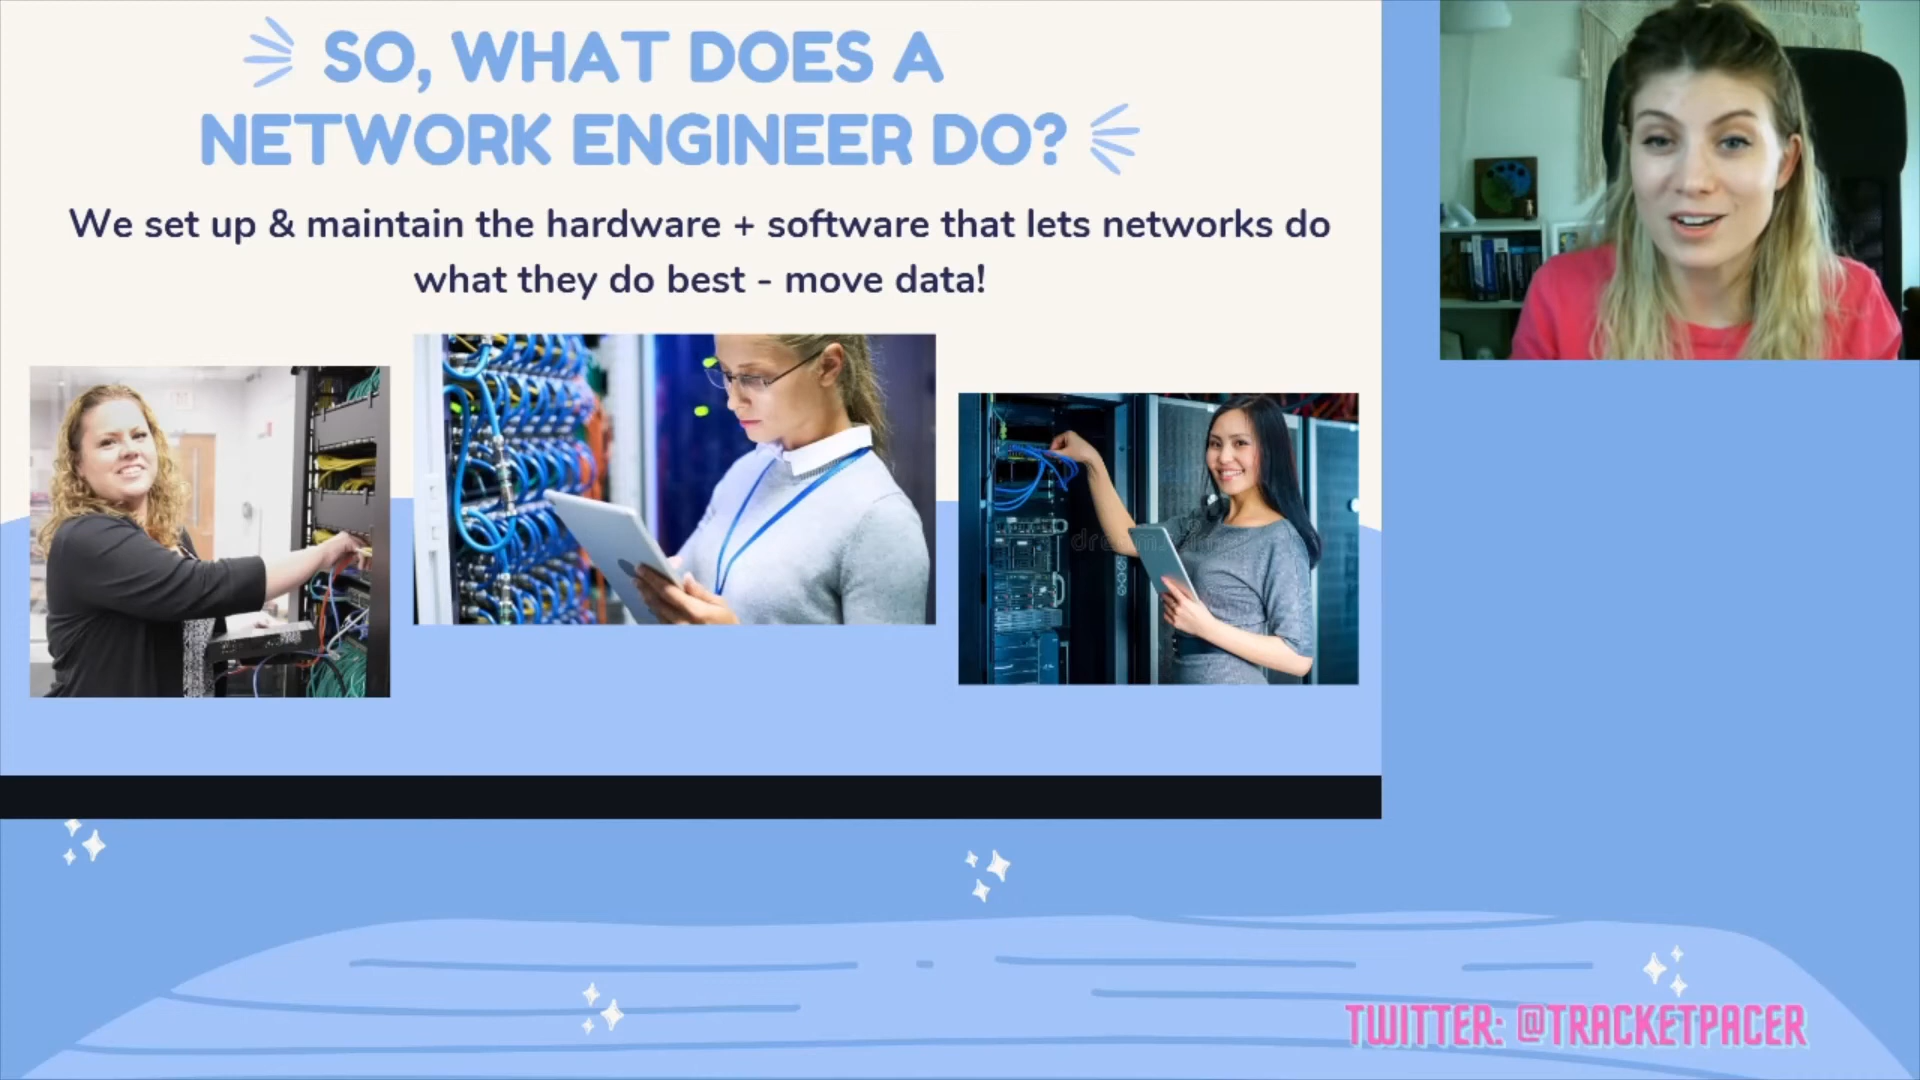 SO, WHAT DOES A
NETWORK ENGINEER DO?
We set up & maintain the hardware + software that lets networks do
what they do best - move data!
TWITTER: @TRACKETPACER